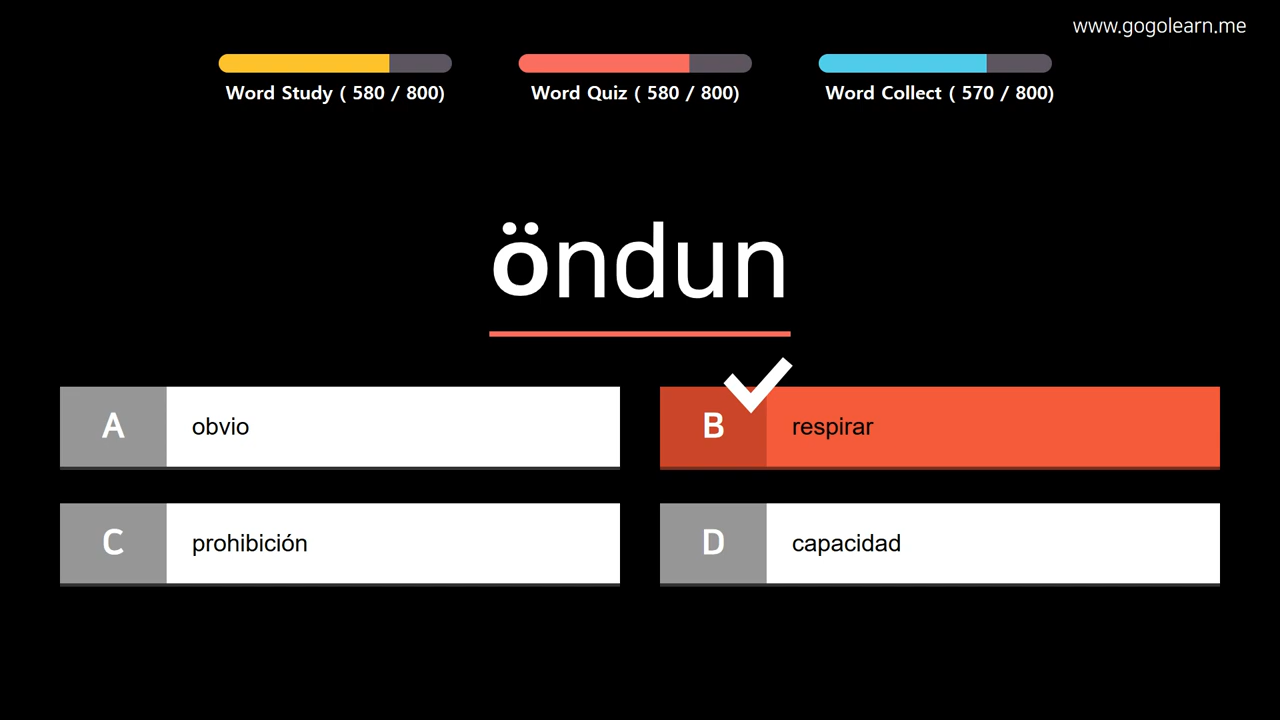 www.gogolearn.me
Word Study ( 580 / 800)
Word Quiz ( 580 / 800)
Word Collect ( 570 / 800)
öndun
A obvio
B respirar
C prohibición
D capacidad